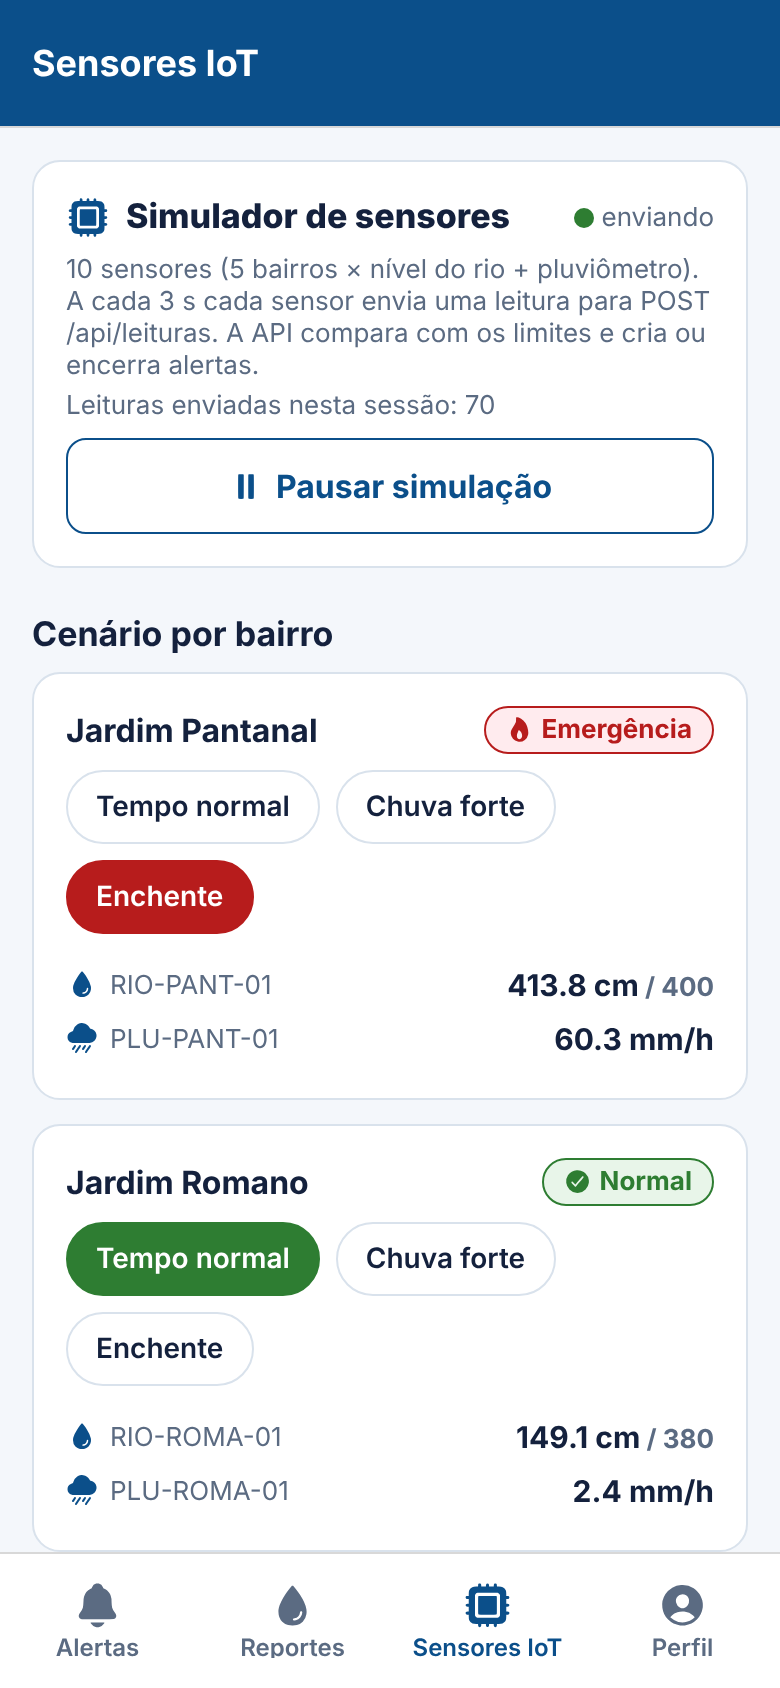 Sensores IoT
Simulador de sensores
enviando
10 sensores (5 bairros × nível do rio + pluviômetro).
A cada 3 s cada sensor envia uma leitura para POST
/api/leituras. A API compara com os limites e cria ou
encerra alertas.
Leituras enviadas nesta sessão: 70
Pausar simulação
Cenário por bairro
Jardim Pantanal
Emergência
Tempo normal
Chuva forte
Enchente
RIO-PANT-01
413.8 cm / 400
PLU-PANT-01
60.3 mm/h
Jardim Romano
Normal
Tempo normal
Chuva forte
Enchente
RIO-ROMA-01
149.1 cm / 380
PLU-ROMA-01
2.4 mm/h
Alertas
Reportes
Sensores IoT
Perfil